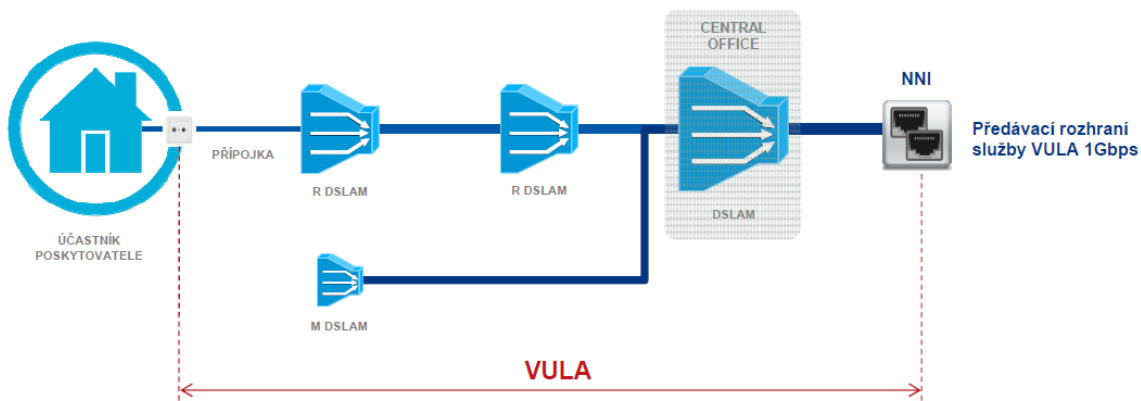 CENTRAL
OFFICE
NNI
Předávací rozhraní
služby VULA 1Gbps
PŘÍPOJKA
R DSLAM
R DSLAM
DSLAM
ÚČASTNÍK
POSKYTOVATELE
M DSLAM
VULA